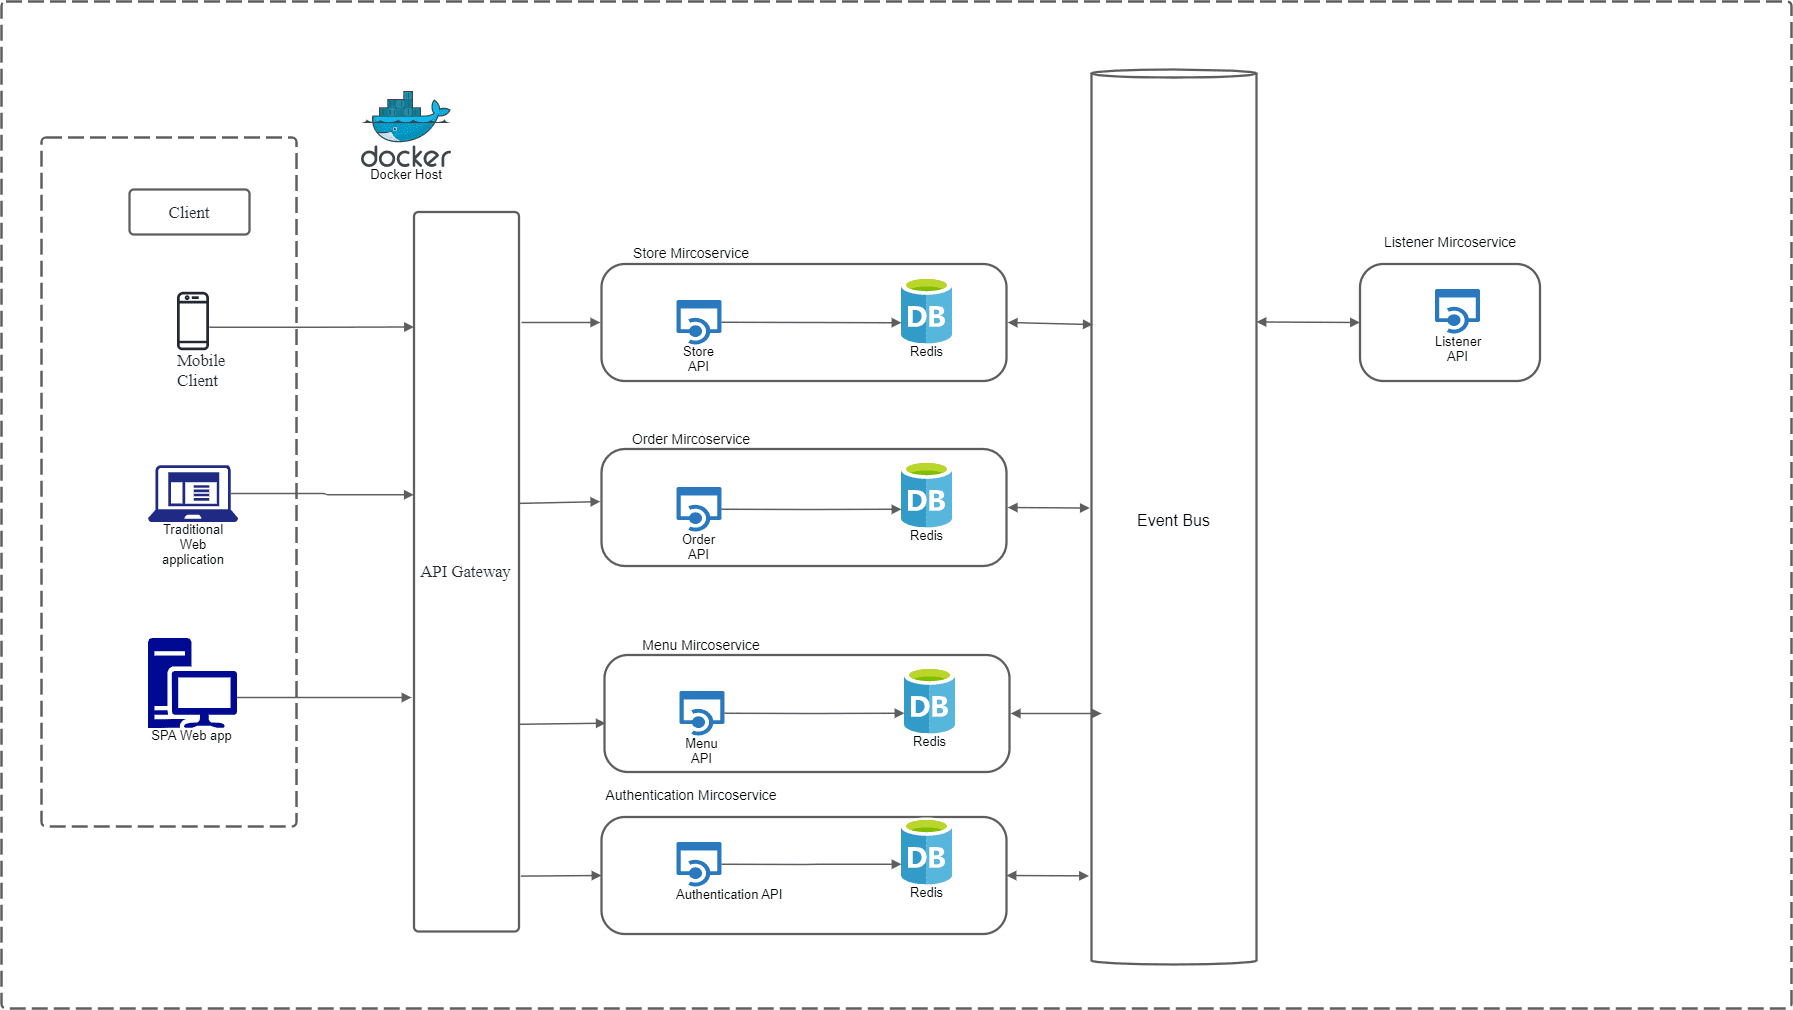 docker
Docker Host
Client
Mobile
Client
Traditional
Web
application
SPA Web app
API Gateway
Store Mircoservice
Store
API
DB
Redis
Order Mircoservice
Order
API
DB
Redis
Menu Mircoservice
Menu
API
DB
Redis
Authentication Mircoservice
Authentication API
DB
Redis
Event Bus
Listener Mircoservice
Listener
API